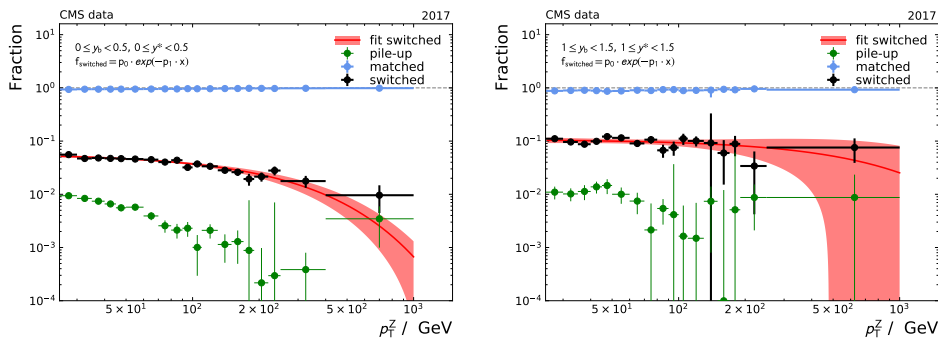 CMS data 2017
Fraction
0 ≤ y_b < 0.5, 0 ≤ y* < 0.5
f_switched = p_0 · exp(−p_1 · x)
fit switched
pile-up
matched
switched
10^1
10^0
10^−1
10^−2
10^−3
10^−4
5 × 10^1 10^2 2 × 10^2 5 × 10^2 10^3
p_T^Z / GeV
CMS data 2017
Fraction
1 ≤ y_b < 1.5, 1 ≤ y* < 1.5
f_switched = p_0 · exp(−p_1 · x)
fit switched
pile-up
matched
switched
10^1
10^0
10^−1
10^−2
10^−3
10^−4
5 × 10^1 10^2 2 × 10^2 5 × 10^2 10^3
p_T^Z / GeV